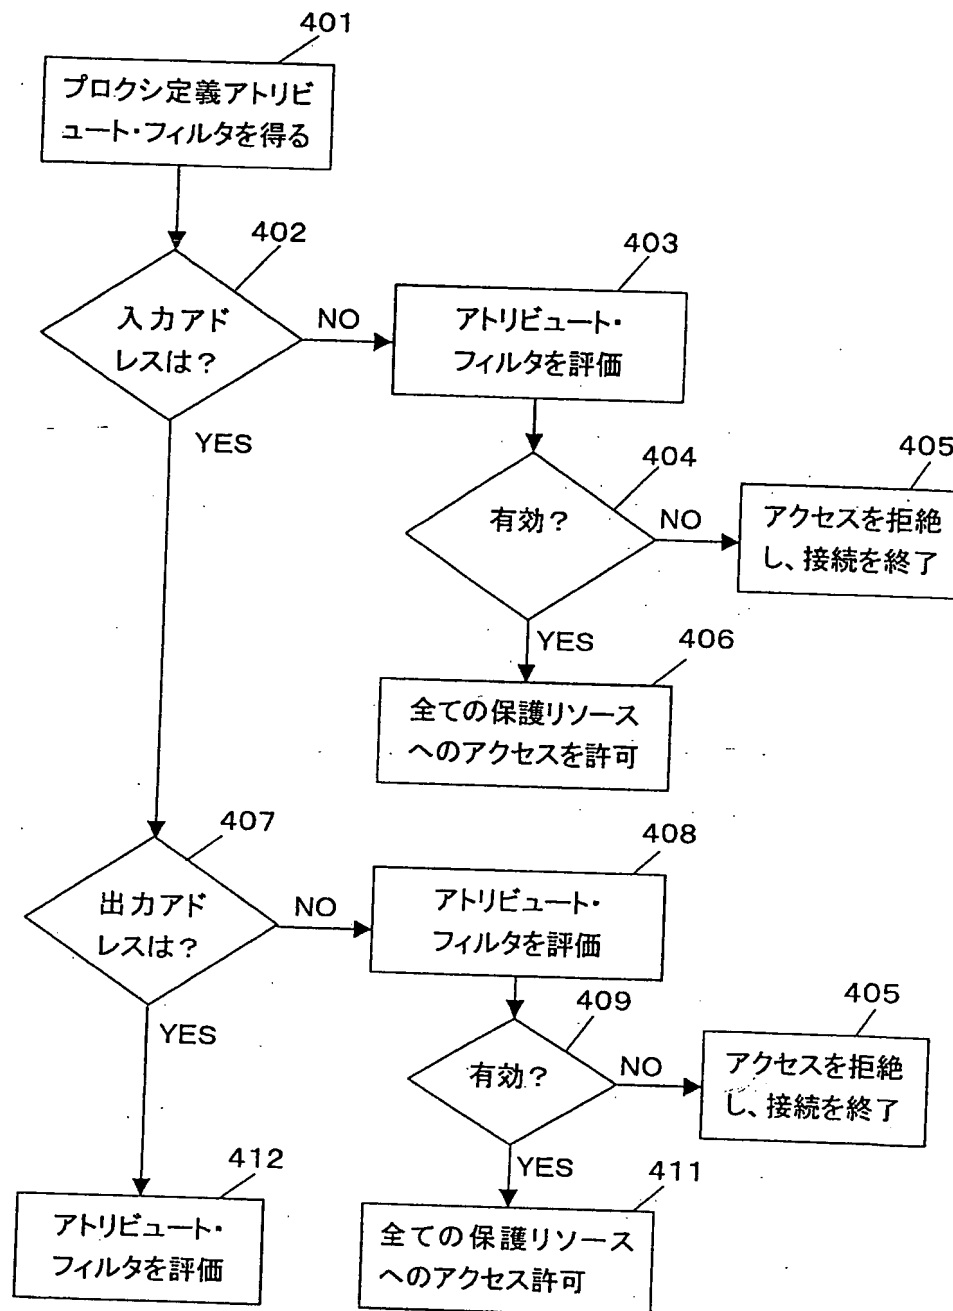 401
プロクシ定義アトリビ
ュート・フィルタを得る
402
入力アド
レスは？
NO
YES
403
アトリビュート・
フィルタを評価
404
有効？
NO
YES
405
アクセスを拒絶
し、接続を終了
406
全ての保護リソース
へのアクセスを許可
407
出力アド
レスは？
NO
YES
408
アトリビュート・
フィルタを評価
409
有効？
NO
YES
405
アクセスを拒絶
し、接続を終了
411
全ての保護リソース
へのアクセス許可
412
アトリビュート・
フィルタを評価